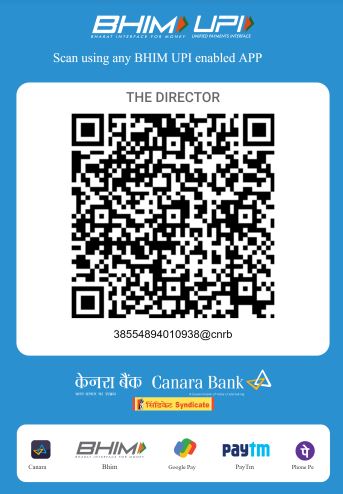 BHIM UPI
BHARAT INTERFACE FOR MONEY UNIFIED PAYMENTS INTERFACE
Scan using any BHIM UPI enabled APP
THE DIRECTOR
38554894010938@cnrb
केनरा बैंक Canara Bank
सिंडिकेट Syndicate
BHIM
BHARAT INTERFACE FOR MONEY
paytm
Canara Bhim Google Pay PayTm Phone Pe